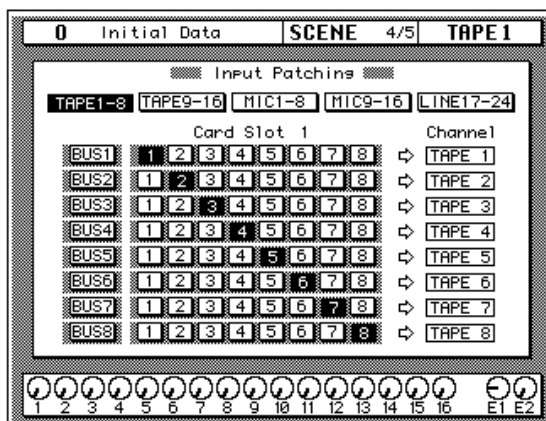 0 Initial Data SCENE 4/5 TAPE 1
Input Patching
TAPE1-8 TAPE9-16 MIC1-8 MIC9-16 LINE17-24
Card Slot 1 Channel
BUS1 1 2 3 4 5 6 7 8 TAPE 1
BUS2 1 2 3 4 5 6 7 8 TAPE 2
BUS3 1 2 3 4 5 6 7 8 TAPE 3
BUS4 1 2 3 4 5 6 7 8 TAPE 4
BUS5 1 2 3 4 5 6 7 8 TAPE 5
BUS6 1 2 3 4 5 6 7 8 TAPE 6
BUS7 1 2 3 4 5 6 7 8 TAPE 7
BUS8 1 2 3 4 5 6 7 8 TAPE 8
1 2 3 4 5 6 7 8 9 10 11 12 13 14 15 16 E1 E2